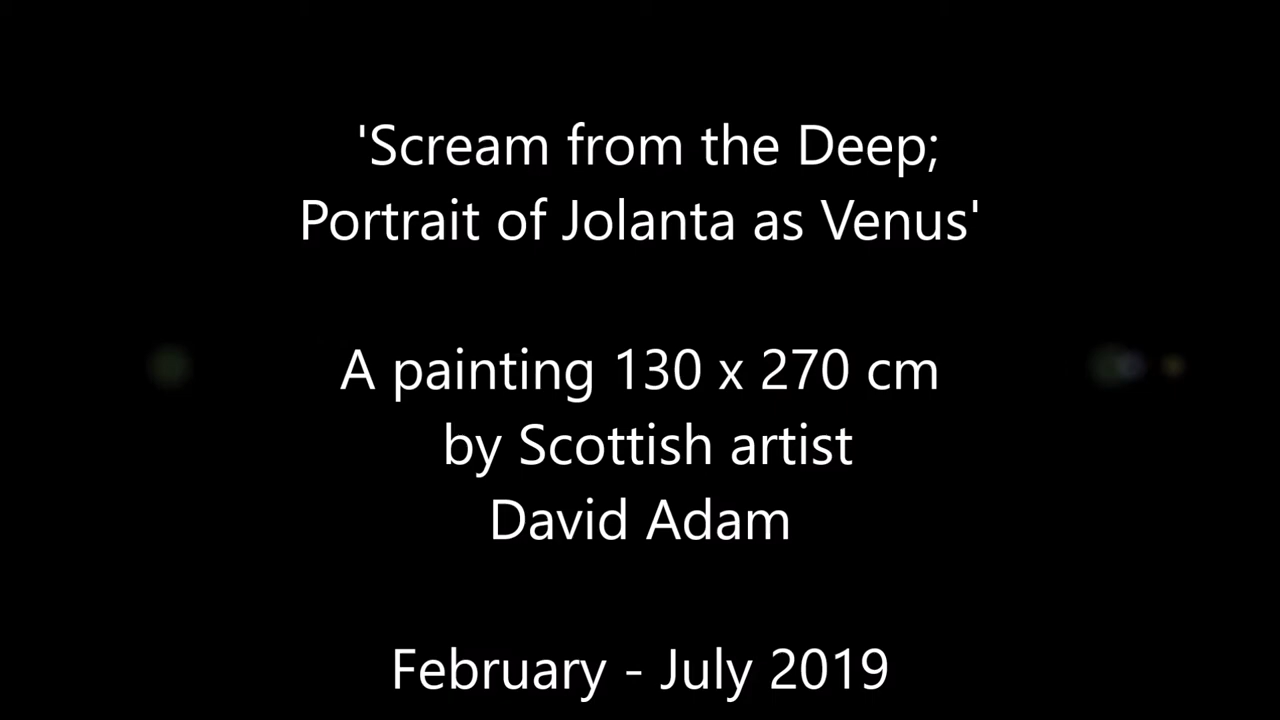 'Scream from the Deep;
Portrait of Jolanta as Venus'
A painting 130 x 270 cm
by Scottish artist
David Adam
February - July 2019